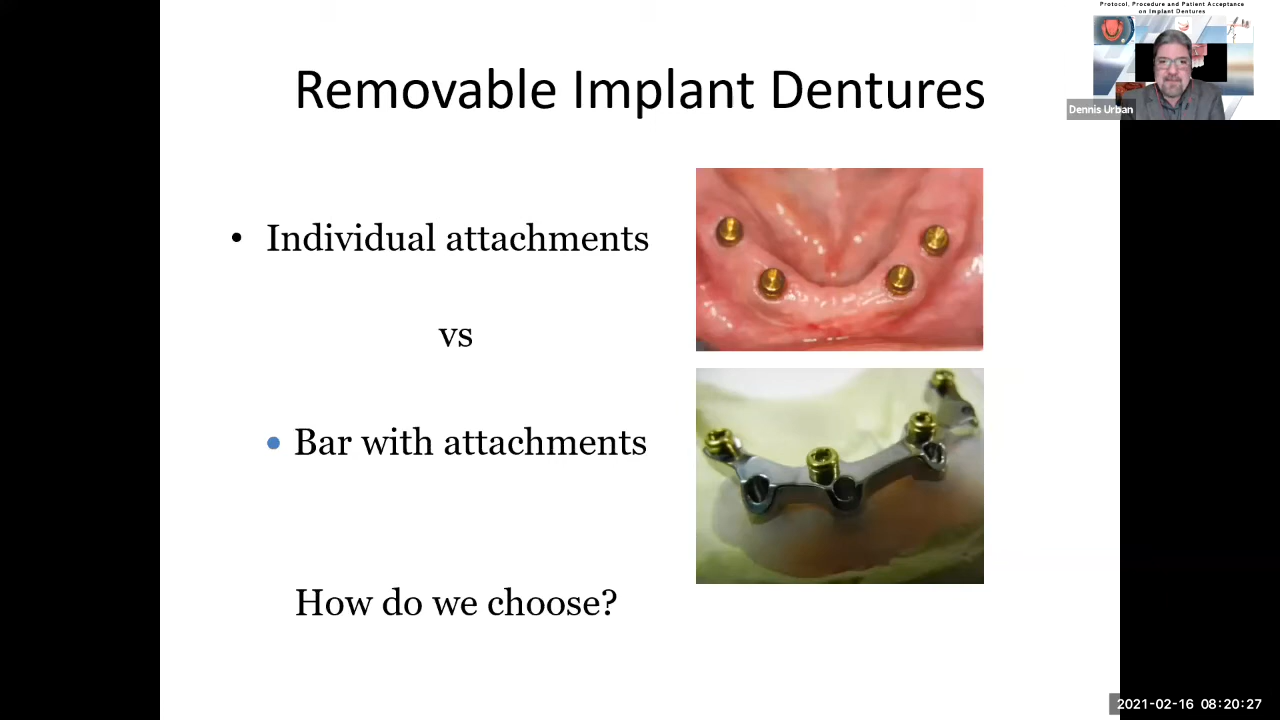 Protocol, Procedure and Patient Acceptance
on Implant Dentures
Dennis Urban
Removable Implant Dentures
• Individual attachments
vs
• Bar with attachments
How do we choose?
2021-02-16 08:20:27